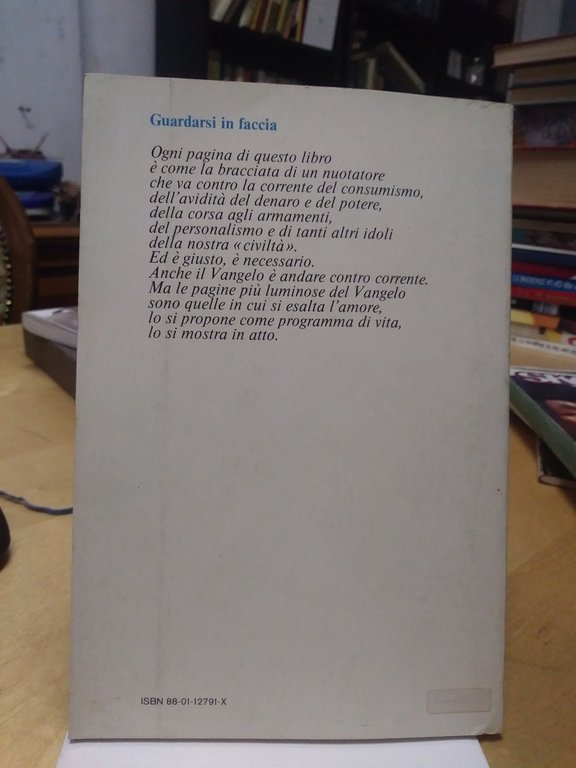 Guardarsi in faccia
Ogni pagina di questo libro
è come la bracciata di un nuotatore
che va contro la corrente del consumismo,
dell'avidità del denaro e del potere,
della corsa agli armamenti,
del personalismo e di tanti altri idoli
della nostra «civiltà».
Ed è giusto, è necessario.
Anche il Vangelo è andare contro corrente.
Ma le pagine più luminose del Vangelo
sono quelle in cui si esalta l'amore,
lo si propone come programma di vita,
lo si mostra in atto.
ISBN 88-01-12791-X